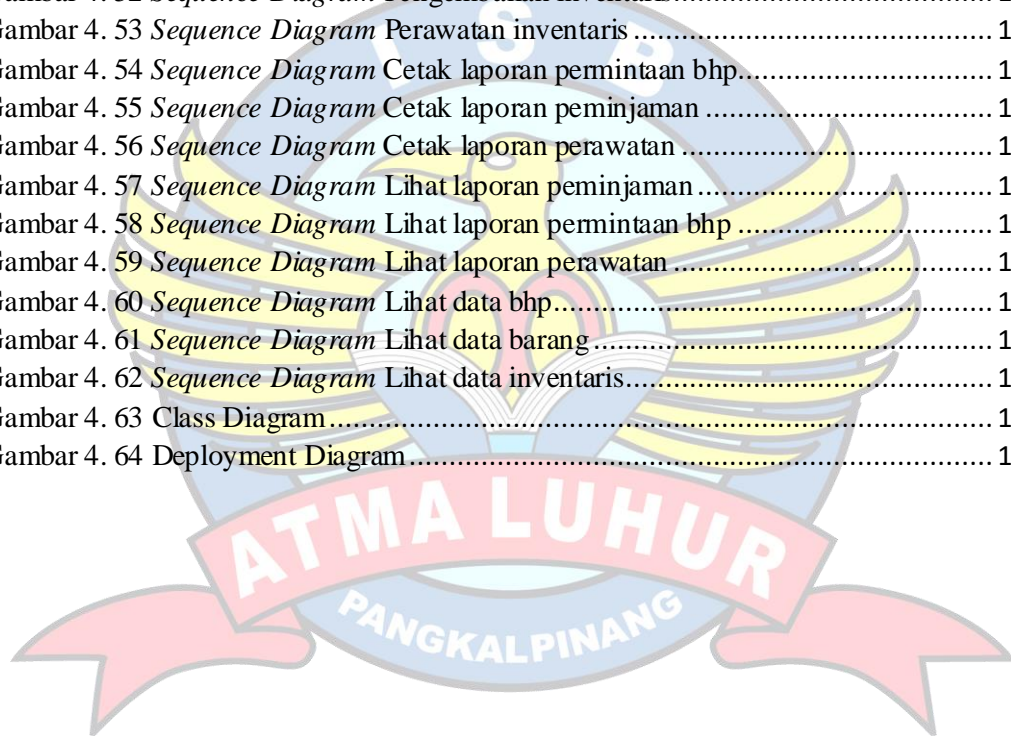 Gambar 4. 52 Sequence Diagram Pengembalian inventaris.......... 1
Gambar 4. 53 Sequence Diagram Perawatan inventaris .......... 1
Gambar 4. 54 Sequence Diagram Cetak laporan permintaan bhp.......... 1
Gambar 4. 55 Sequence Diagram Cetak laporan peminjaman .......... 1
Gambar 4. 56 Sequence Diagram Cetak laporan perawatan .......... 1
Gambar 4. 57 Sequence Diagram Lihat laporan peminjaman .......... 1
Gambar 4. 58 Sequence Diagram Lihat laporan permintaan bhp .......... 1
Gambar 4. 59 Sequence Diagram Lihat laporan perawatan .......... 1
Gambar 4. 60 Sequence Diagram Lihat data bhp.......... 1
Gambar 4. 61 Sequence Diagram Lihat data barang .......... 1
Gambar 4. 62 Sequence Diagram Lihat data inventaris.......... 1
Gambar 4. 63 Class Diagram .......... 1
Gambar 4. 64 Deployment Diagram .......... 1
I S B
ATMA LUHUR
PANGKALPINANG